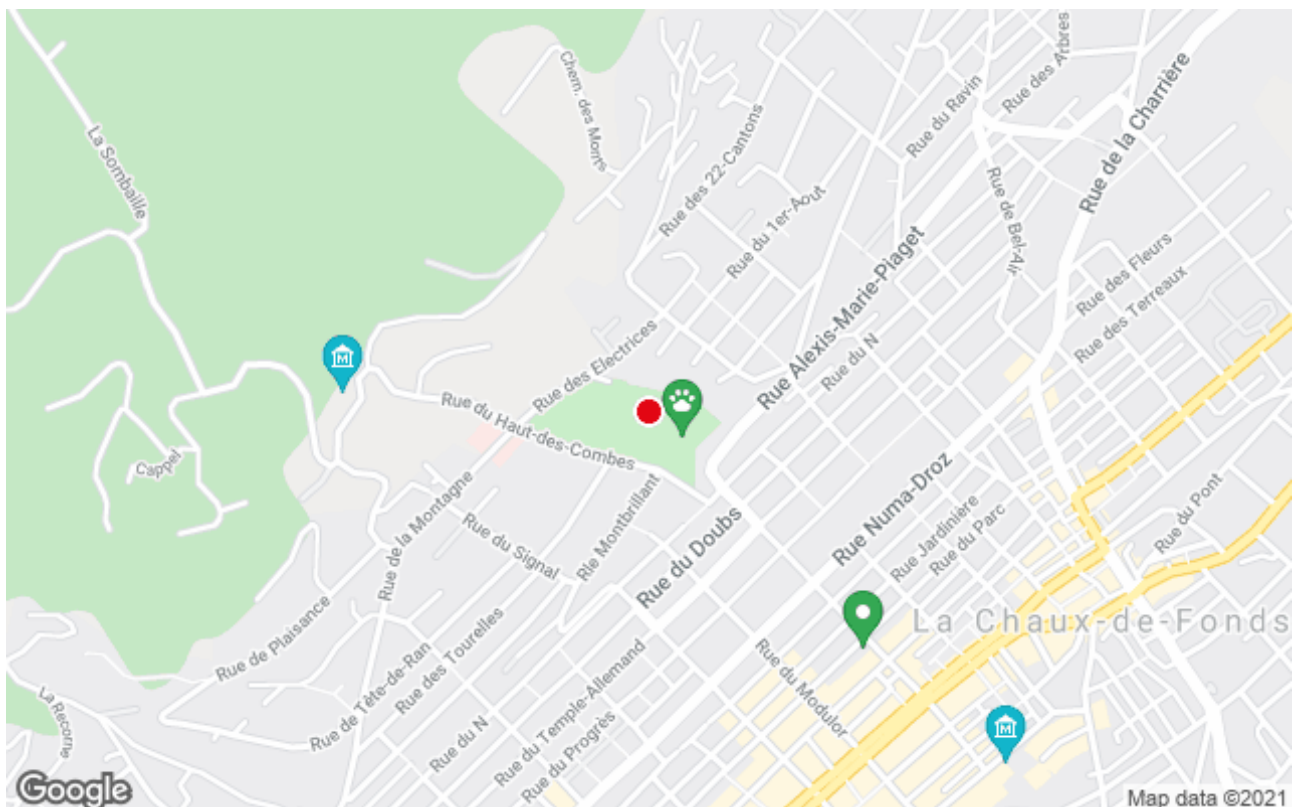 Chem. des Monts
La Sombaille
Rue des 22-Cantons
Rue du 1er-Aout
Rue du Ravin
Rue des Arbres
Rue de la Charrière
Rue de Bel-Air
Rue Alexis-Marie-Piaget
Rue du N
Rue des Fleurs
Rue des Terreaux
Rue des Electrices
Rue du Haut-des-Combes
Cappel
Rue de la Montagne
Rue du Signal
Rle Montbrillant
Rue du Doubs
Rue Numa-Droz
Rue Jardinière
Rue du Parc
Rue du Pont
La Chaux-de-Fonds
Rue de Plaisance
Rue de Tête-de-Ran
Rue des Tourelles
Rue du N
Rue du Temple-Allemand
Rue du Progrès
Rue du Modulor
La Recorne
M
M
Google
Map data ©2021